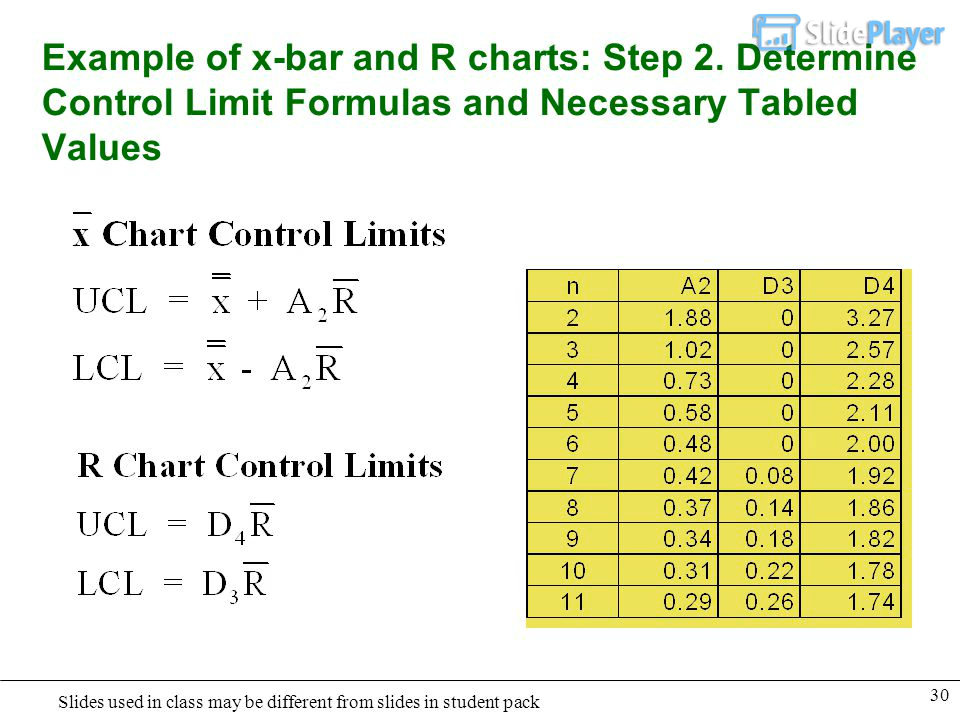 SlidePlayer
Example of x-bar and R charts: Step 2. Determine
Control Limit Formulas and Necessary Tabled
Values
x̅ Chart Control Limits
UCL = x̿ + A₂R̅
LCL = x̿ - A₂R̅
R Chart Control Limits
UCL = D₄R̅
LCL = D₃R̅
n A2 D3 D4
2 1.88 0 3.27
3 1.02 0 2.57
4 0.73 0 2.28
5 0.58 0 2.11
6 0.48 0 2.00
7 0.42 0.08 1.92
8 0.37 0.14 1.86
9 0.34 0.18 1.82
10 0.31 0.22 1.78
11 0.29 0.26 1.74
Slides used in class may be different from slides in student pack
30